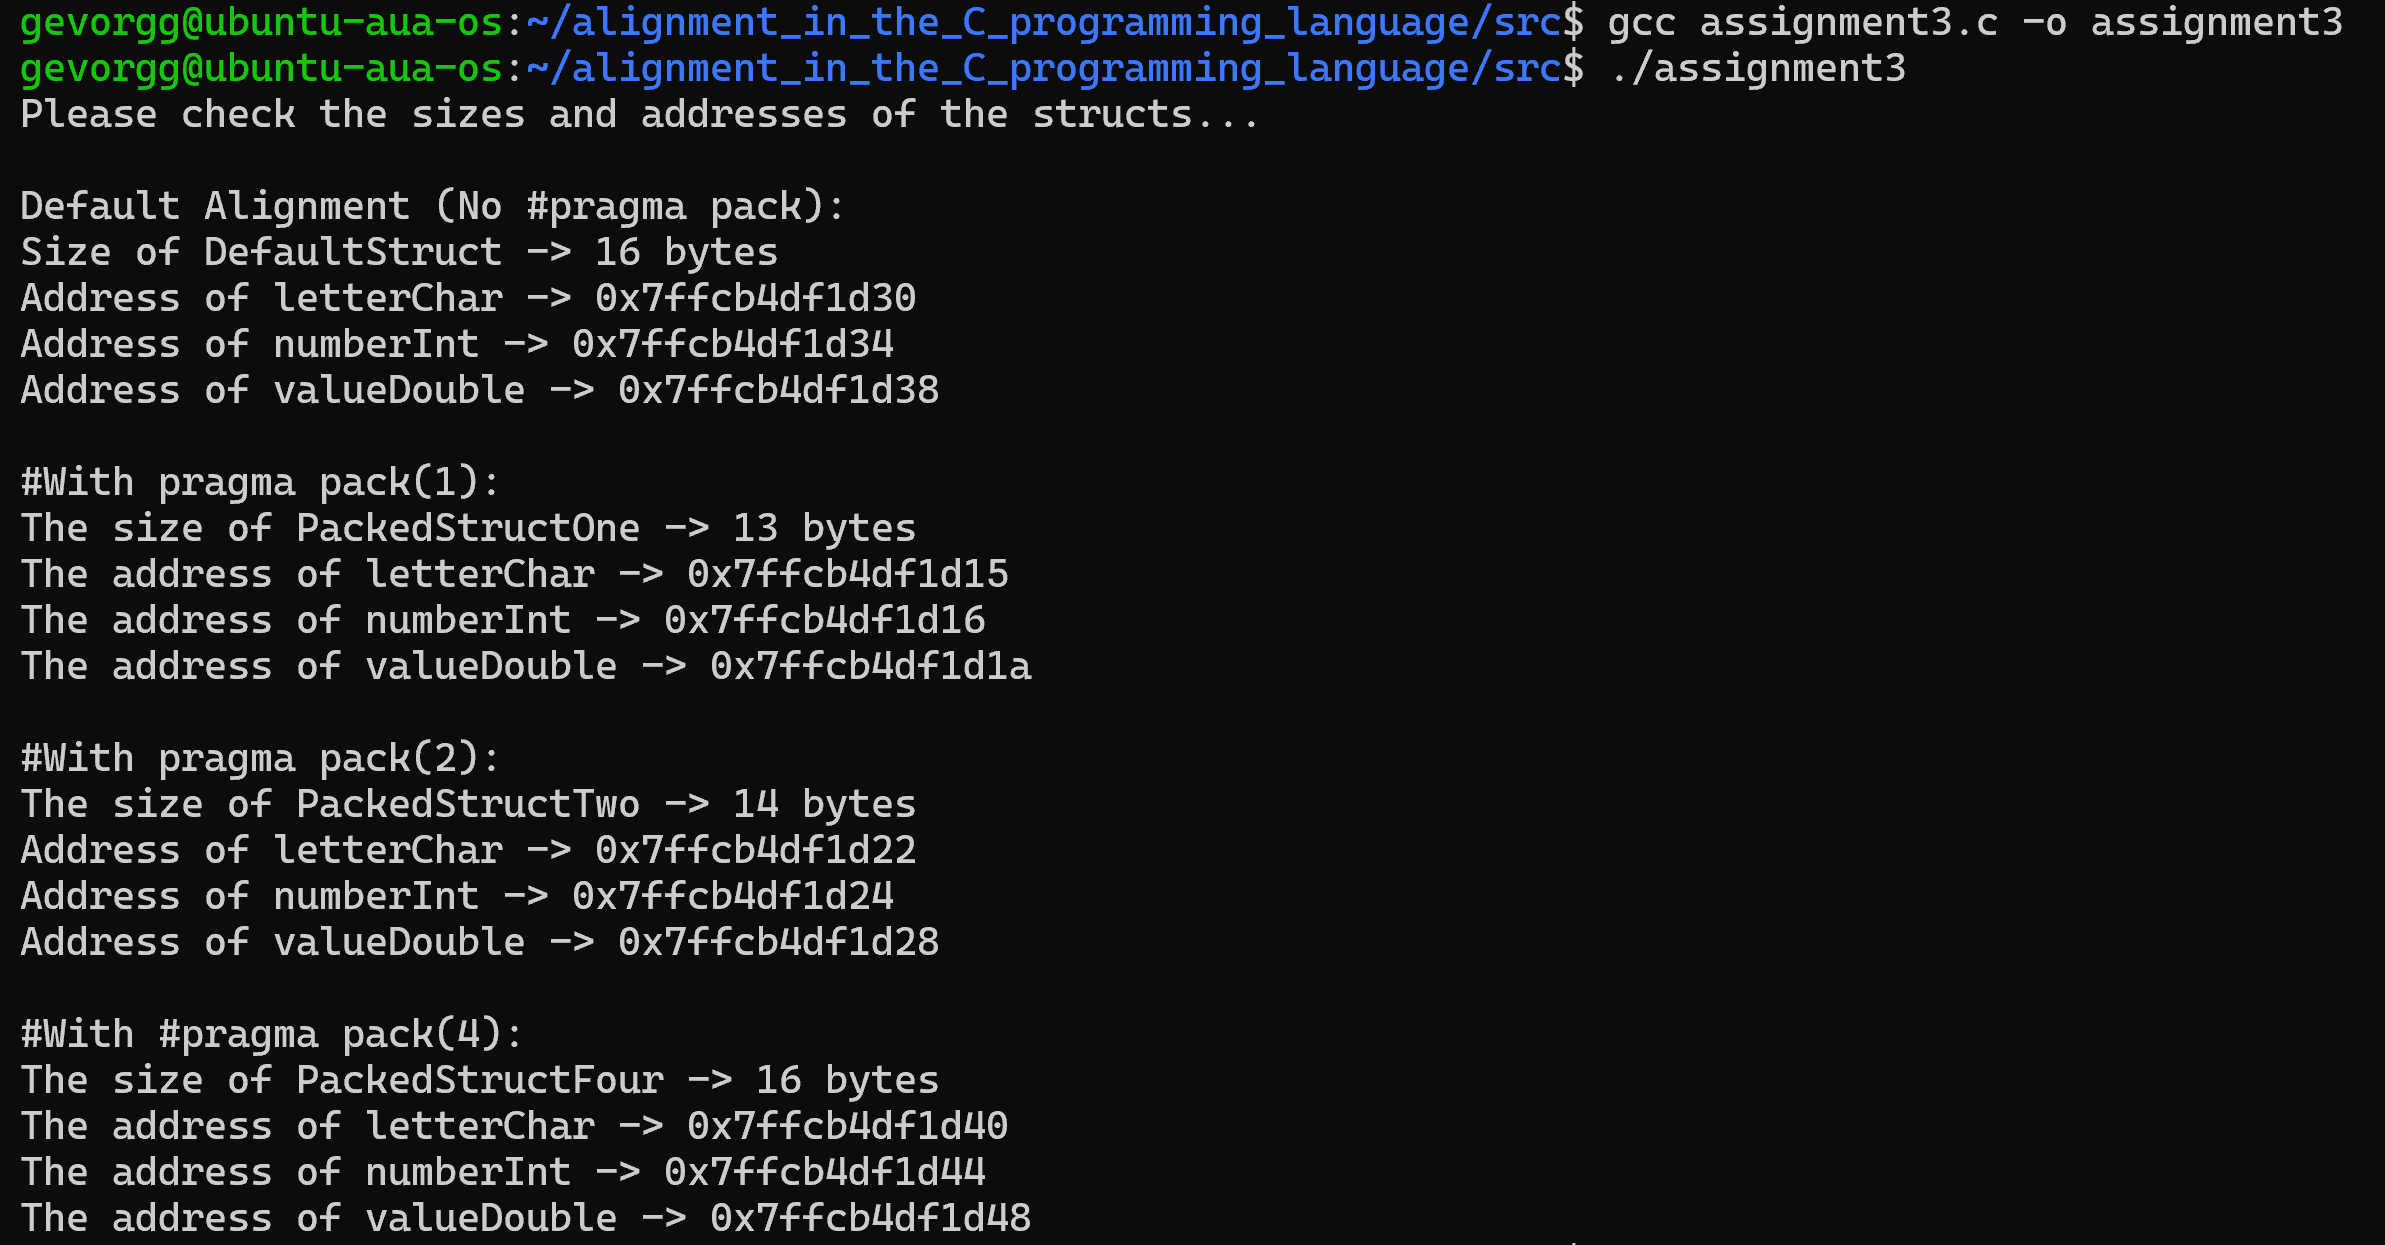 gevorgg@ubuntu-aua-os:~/alignment_in_the_C_programming_language/src$ gcc assignment3.c -o assignment3
gevorgg@ubuntu-aua-os:~/alignment_in_the_C_programming_language/src$ ./assignment3
Please check the sizes and addresses of the structs...

Default Alignment (No #pragma pack):
Size of DefaultStruct -> 16 bytes
Address of letterChar -> 0x7ffcb4df1d30
Address of numberInt -> 0x7ffcb4df1d34
Address of valueDouble -> 0x7ffcb4df1d38

#With pragma pack(1):
The size of PackedStructOne -> 13 bytes
The address of letterChar -> 0x7ffcb4df1d15
The address of numberInt -> 0x7ffcb4df1d16
The address of valueDouble -> 0x7ffcb4df1d1a

#With pragma pack(2):
The size of PackedStructTwo -> 14 bytes
Address of letterChar -> 0x7ffcb4df1d22
Address of numberInt -> 0x7ffcb4df1d24
Address of valueDouble -> 0x7ffcb4df1d28

#With #pragma pack(4):
The size of PackedStructFour -> 16 bytes
The address of letterChar -> 0x7ffcb4df1d40
The address of numberInt -> 0x7ffcb4df1d44
The address of valueDouble -> 0x7ffcb4df1d48